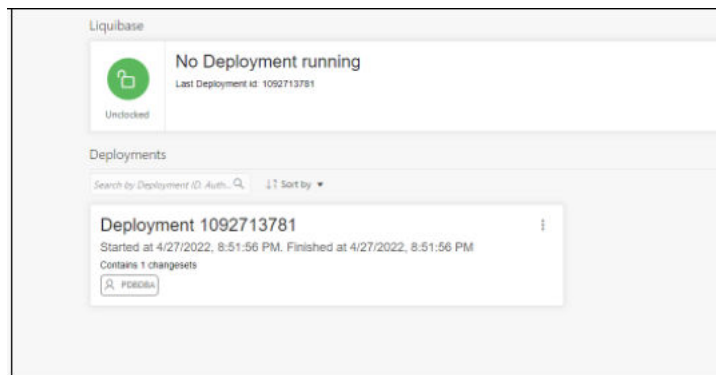 Liquibase
No Deployment running
Last Deployment id: 1092713781
Unclocked
Deployments
Search by Deployment ID, Auth...
Sort by
Deployment 1092713781
Started at 4/27/2022, 8:51:56 PM. Finished at 4/27/2022, 8:51:56 PM
Contains 1 changesets
PDBDBA